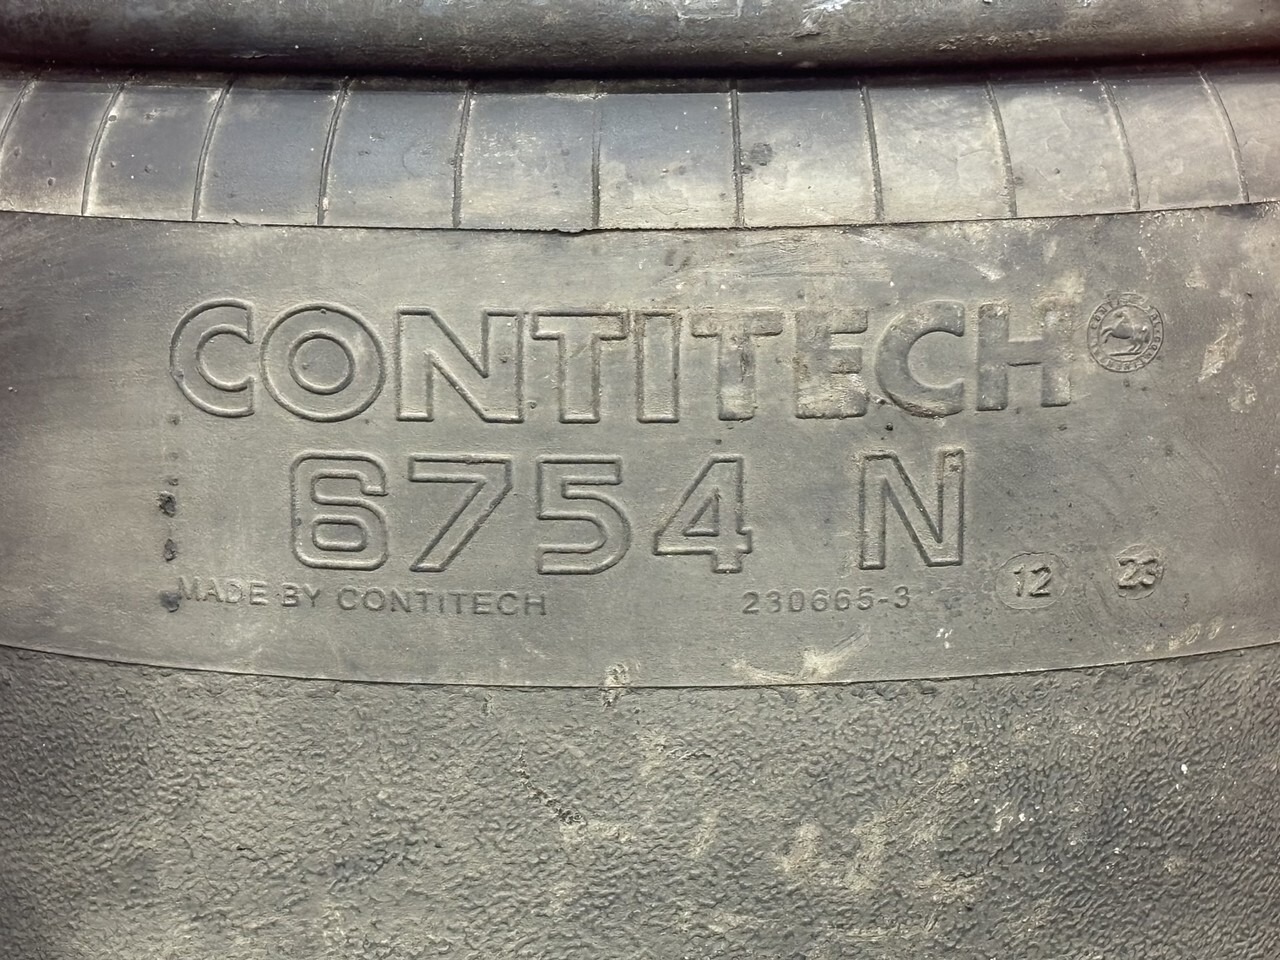 CONTITECH
6754 N
MADE BY CONTITECH 230665-3 12 23